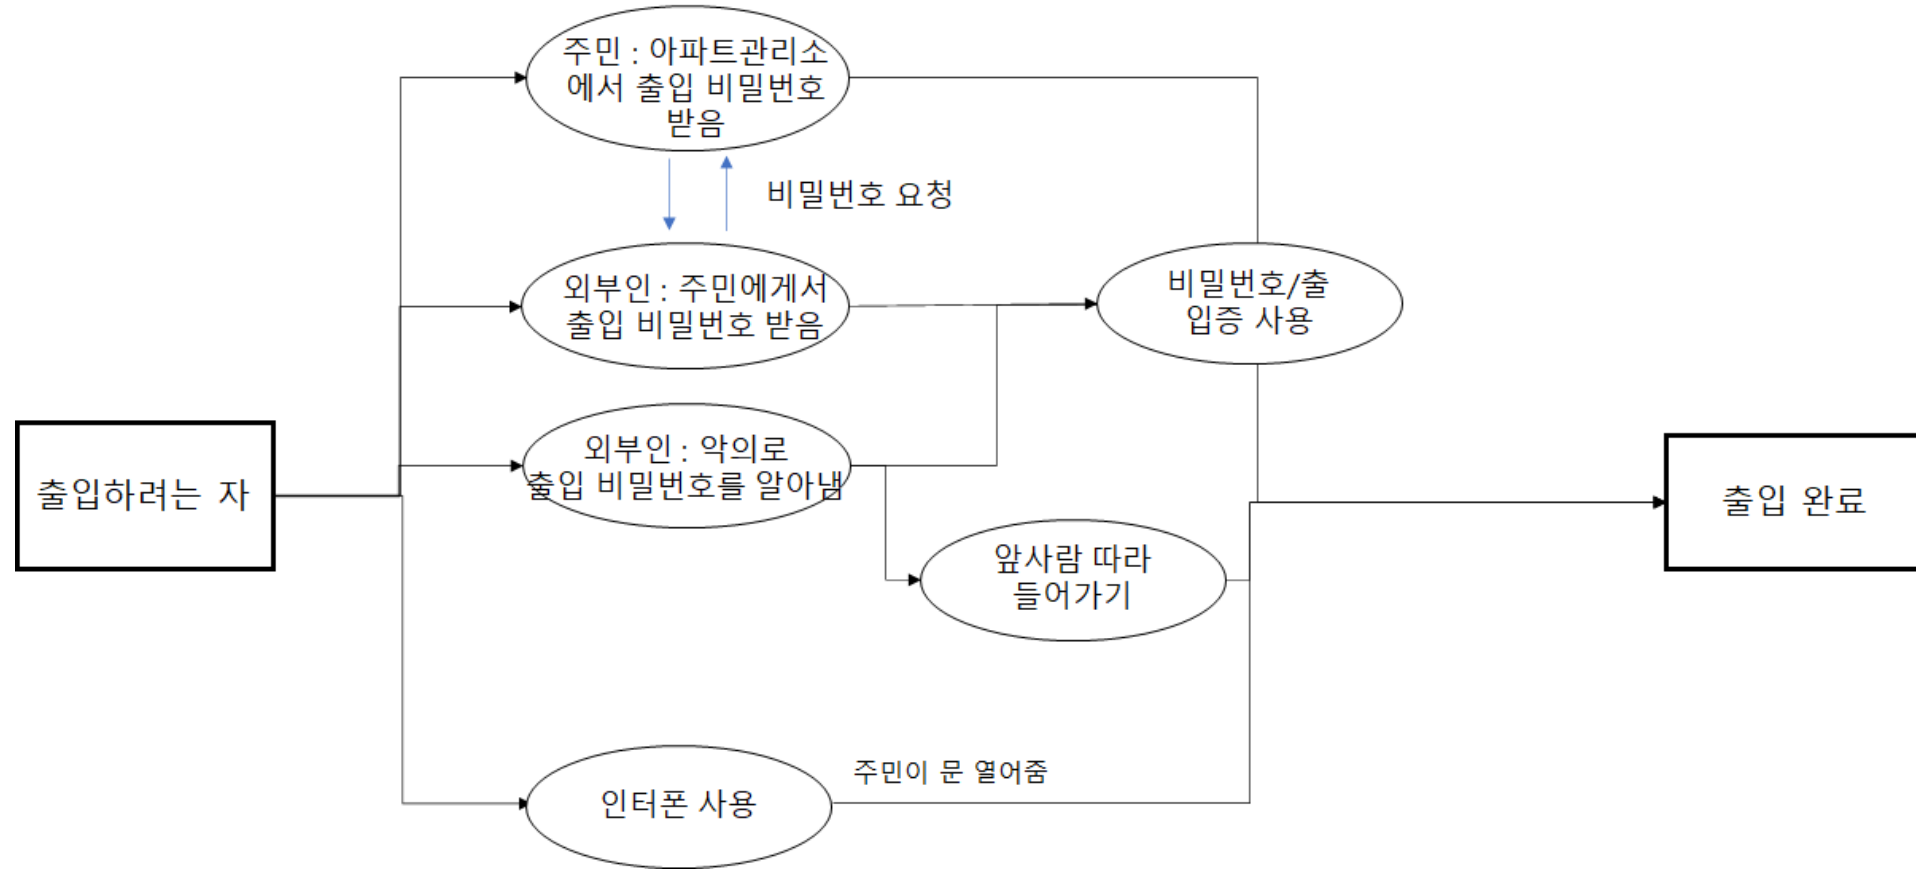 주민 : 아파트관리소
에서 출입 비밀번호
받음
비밀번호 요청
외부인 : 주민에게서
출입 비밀번호 받음
비밀번호/출
입증 사용
외부인 : 악의로
출입 비밀번호를 알아냄
출입하려는 자
출입 완료
앞사람 따라
들어가기
주민이 문 열어줌
인터폰 사용